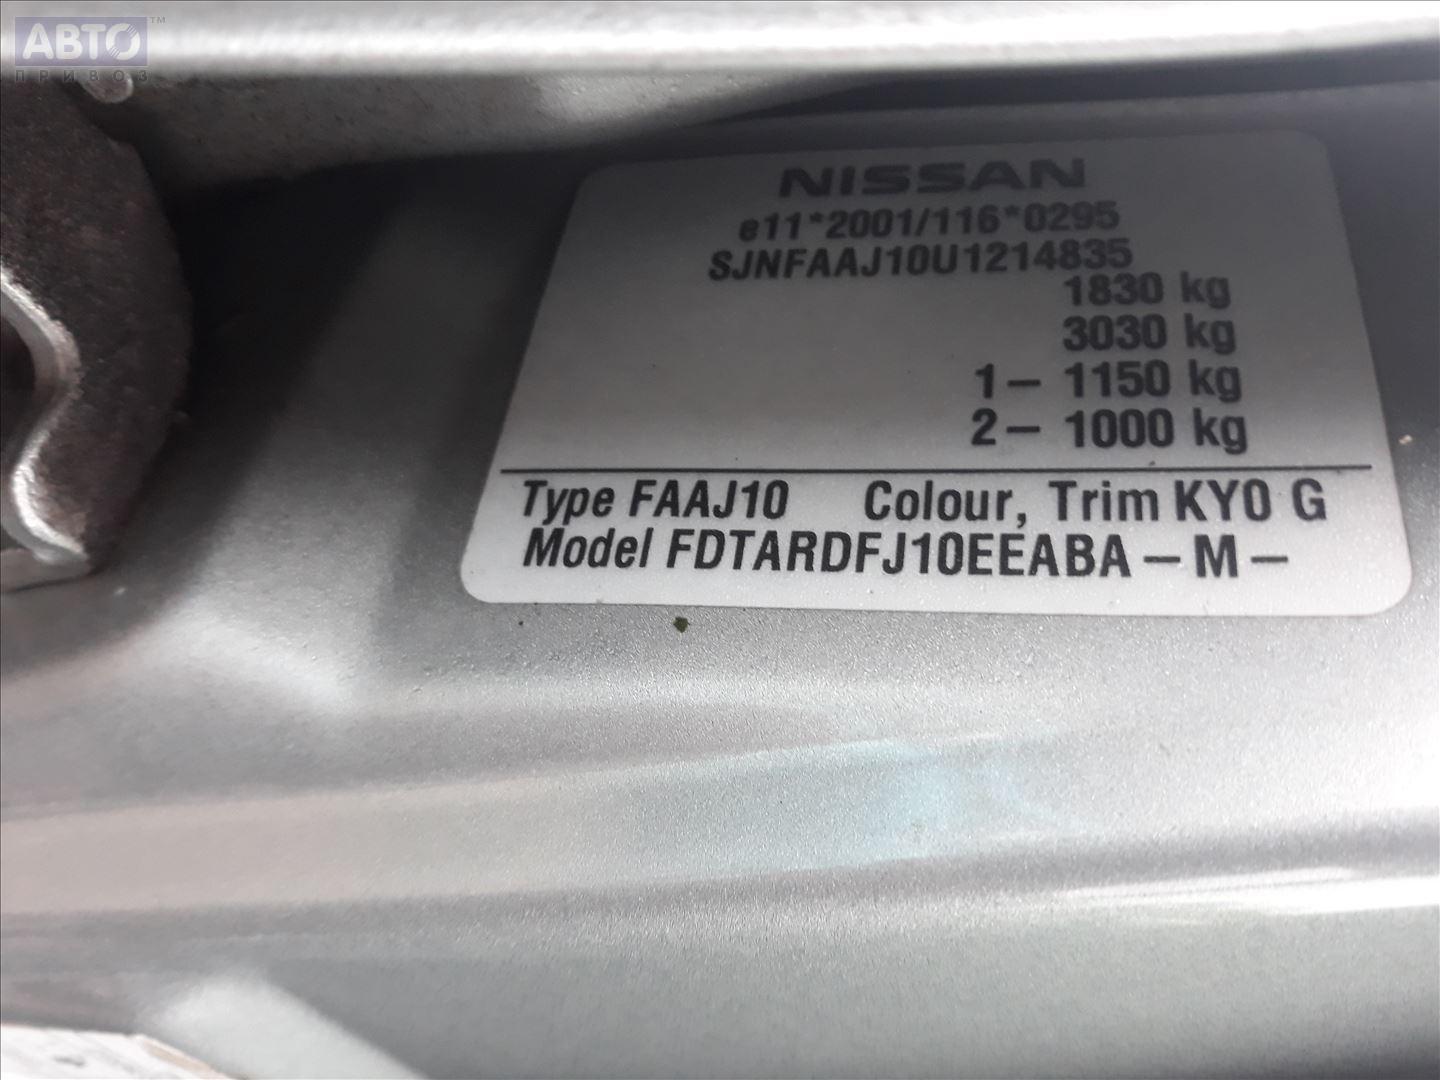 АВТО™
ПРИВОЗ
NISSAN
e11*2001/116*0295
SJNFAAJ10U1214835
1830 kg
3030 kg
1- 1150 kg
2- 1000 kg
Type FAAJ10 Colour, Trim KY0 G
Model FDTARDFJ10EEABA -M-